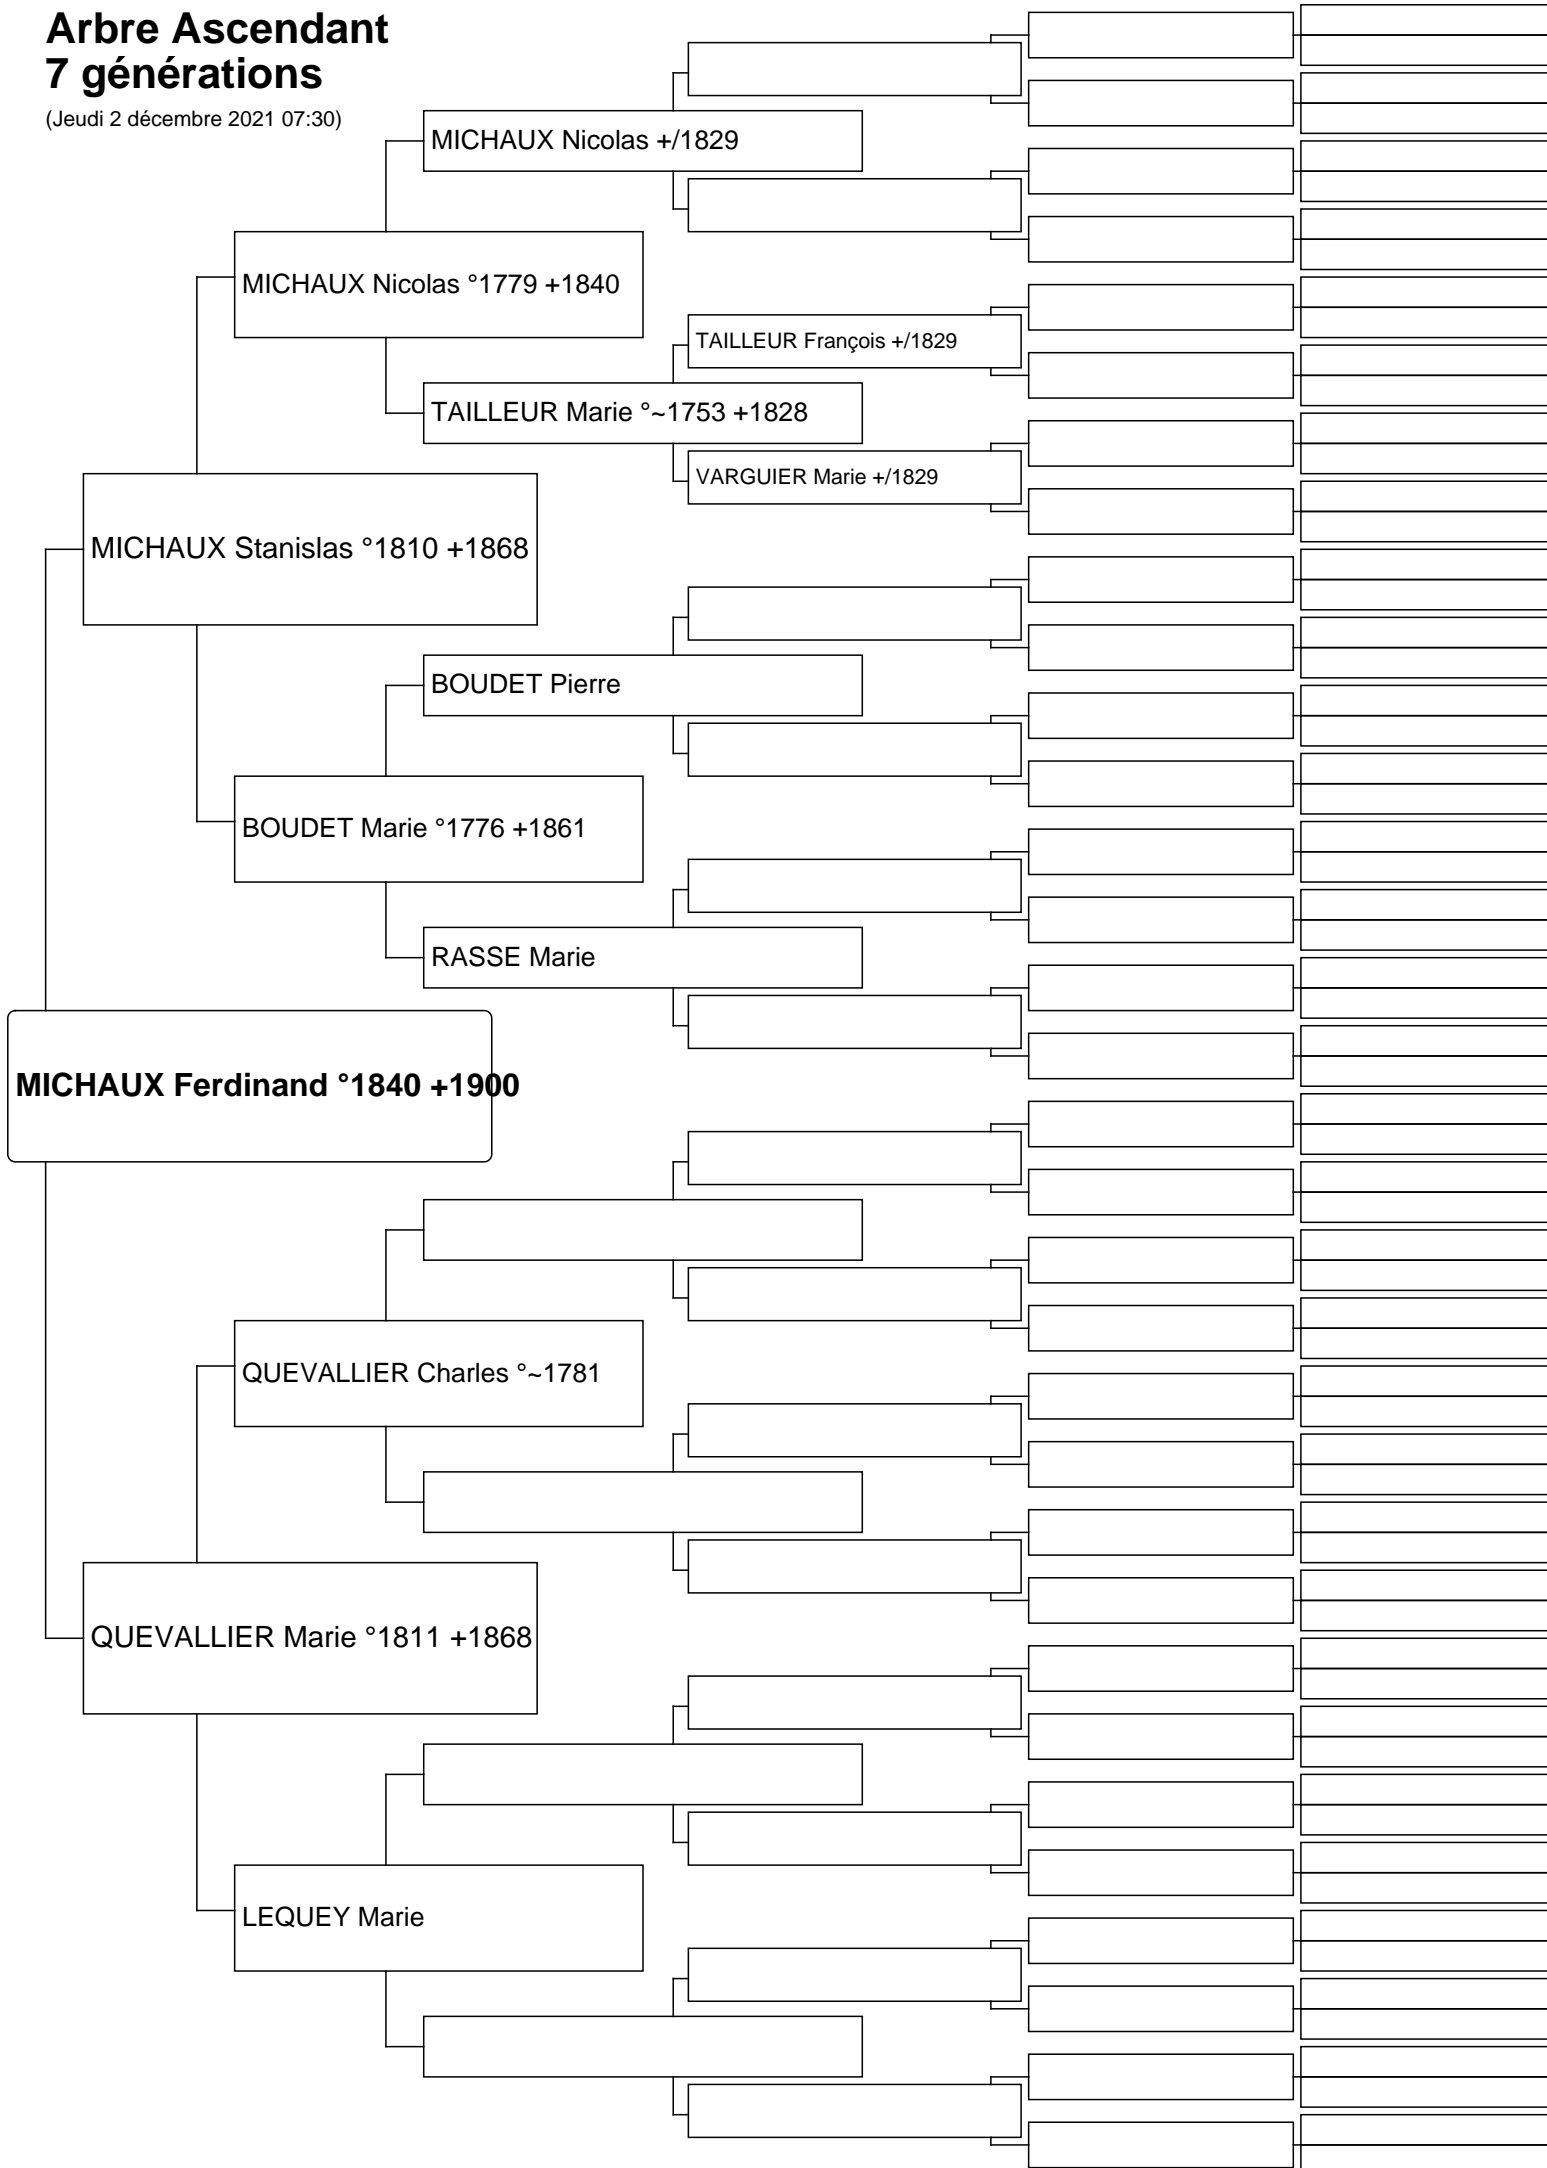 Arbre Ascendant
7 générations
(Jeudi 2 décembre 2021 07:30)
MICHAUX Nicolas +/1829
MICHAUX Nicolas °1779 +1840
TAILLEUR François +/1829
TAILLEUR Marie °~1753 +1828
VARGUIER Marie +/1829
MICHAUX Stanislas °1810 +1868
BOUDET Pierre
BOUDET Marie °1776 +1861
RASSE Marie
MICHAUX Ferdinand °1840 +1900
QUEVALLIER Charles °~1781
QUEVALLIER Marie °1811 +1868
LEQUEY Marie